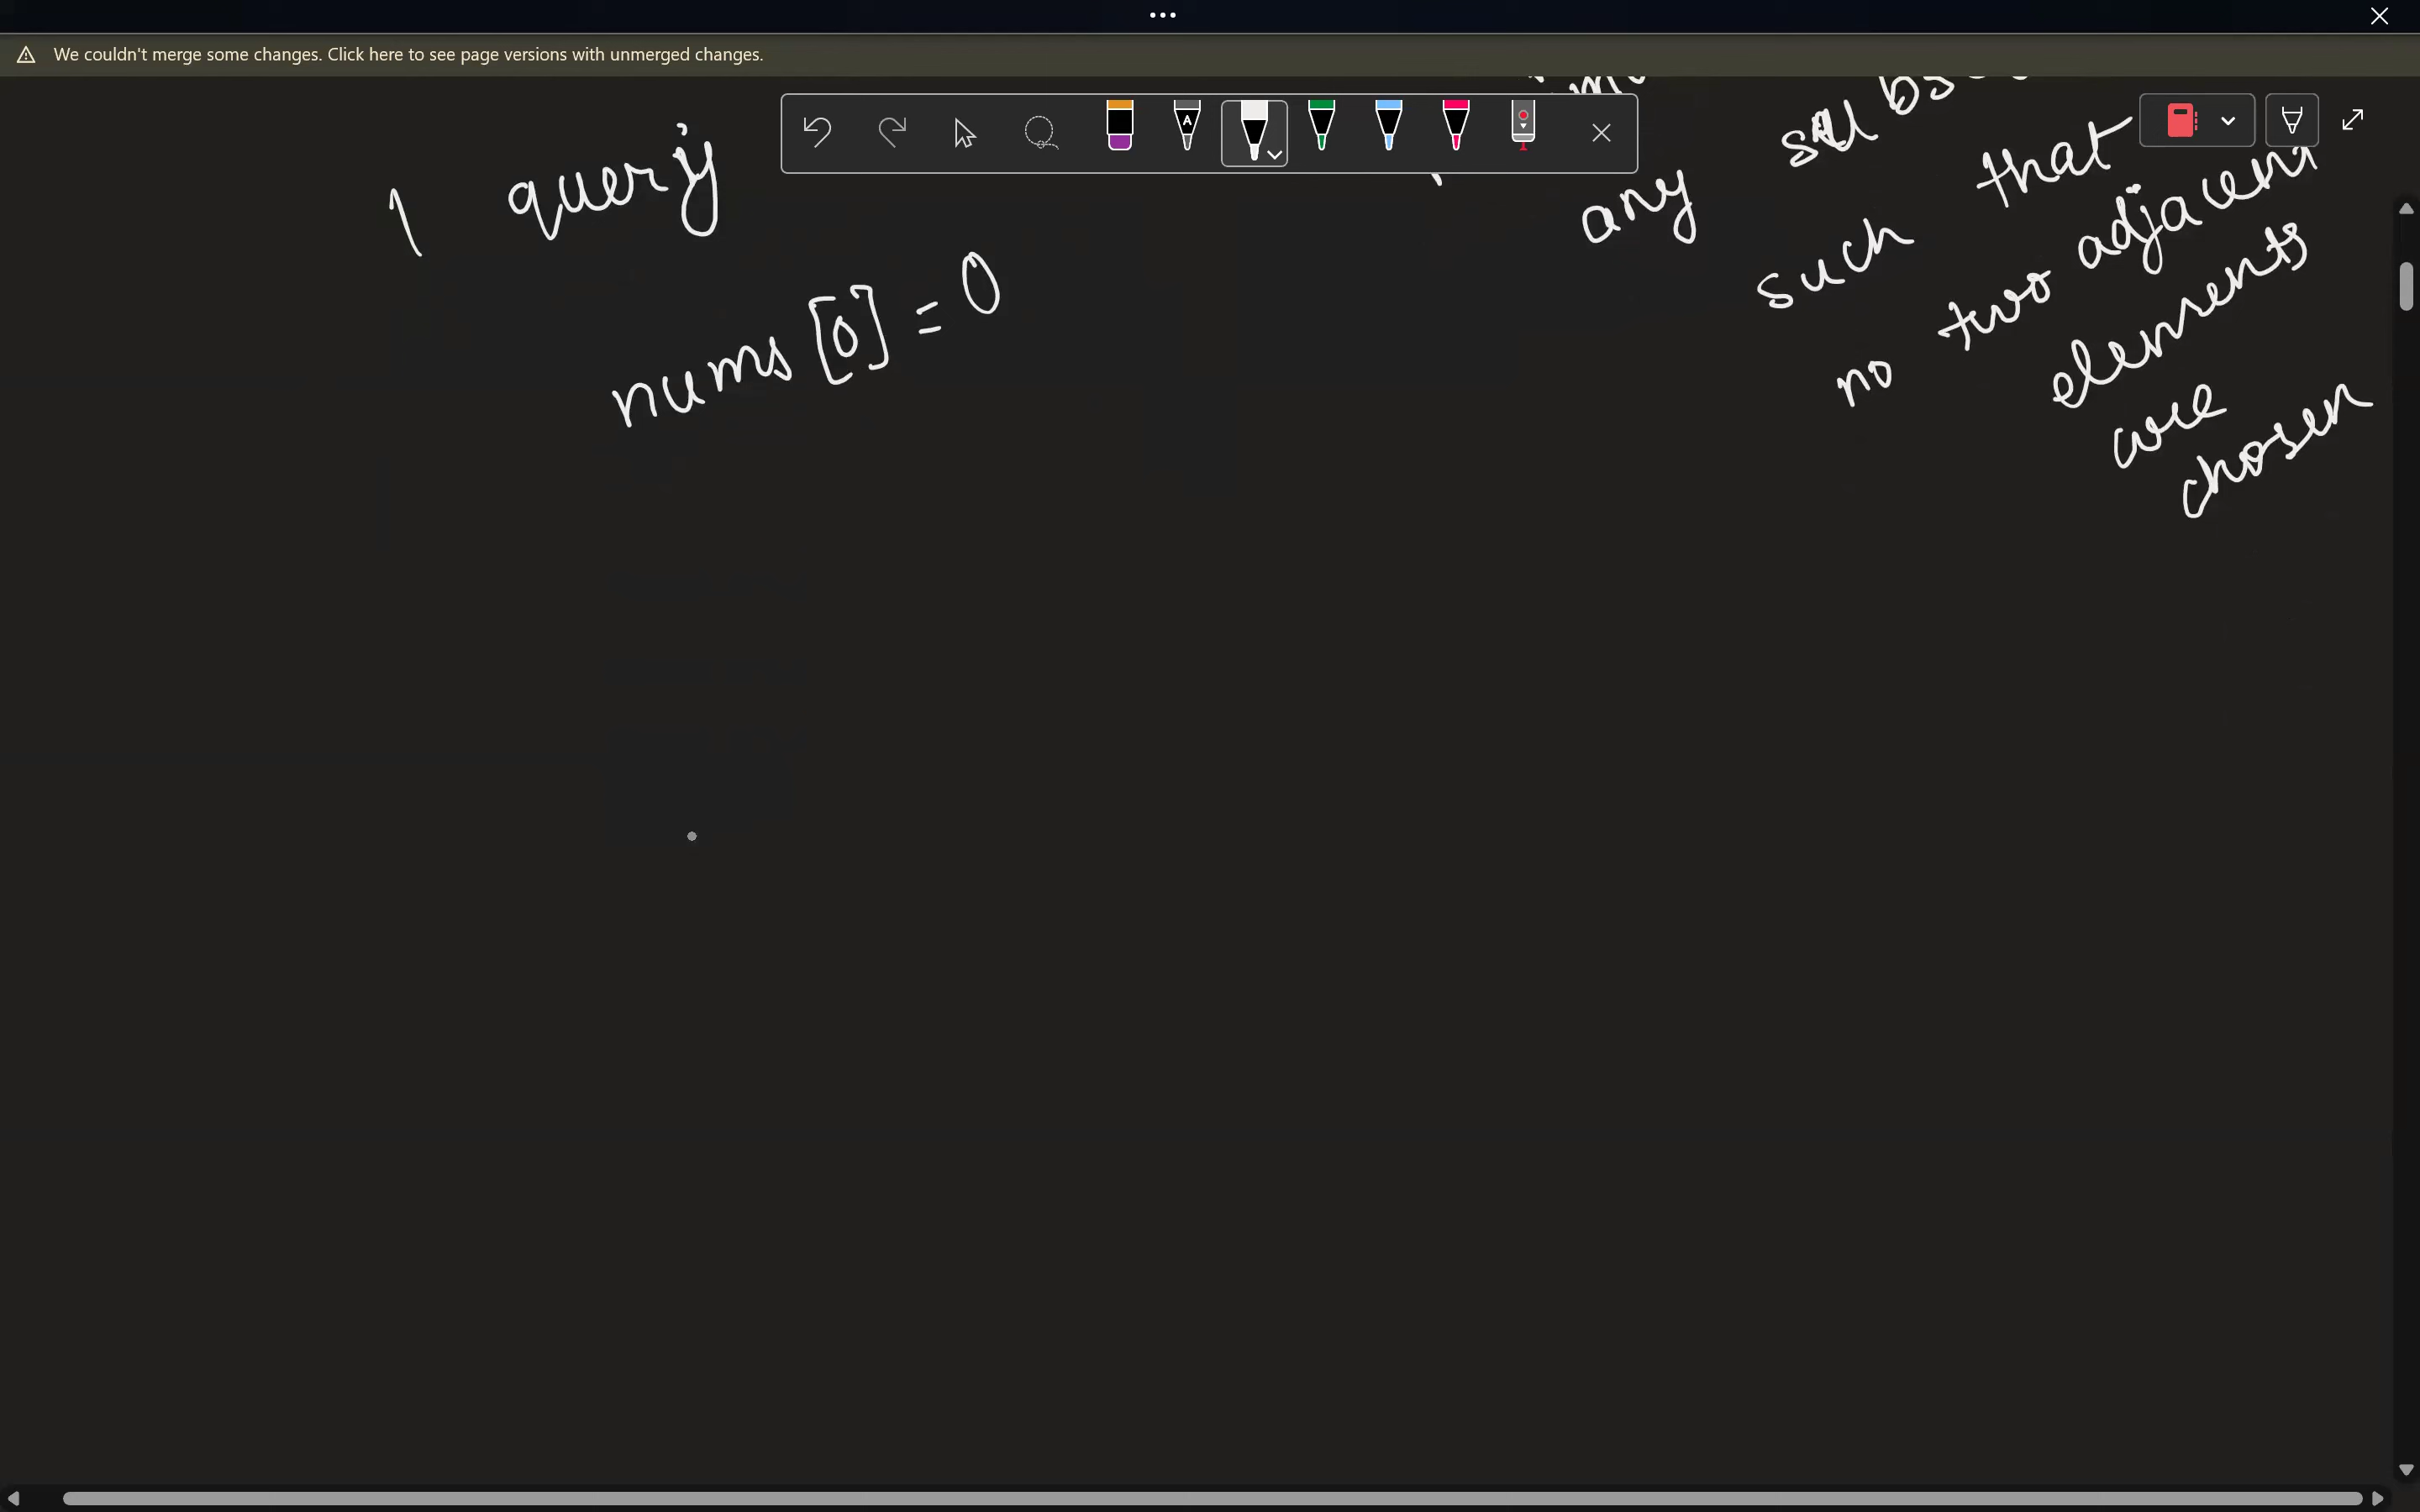 We couldn't merge some changes. Click here to see page versions with unmerged changes.
A
1 query
nums [0] = 0
any
such that
no two adjacent
elements
are
chosen